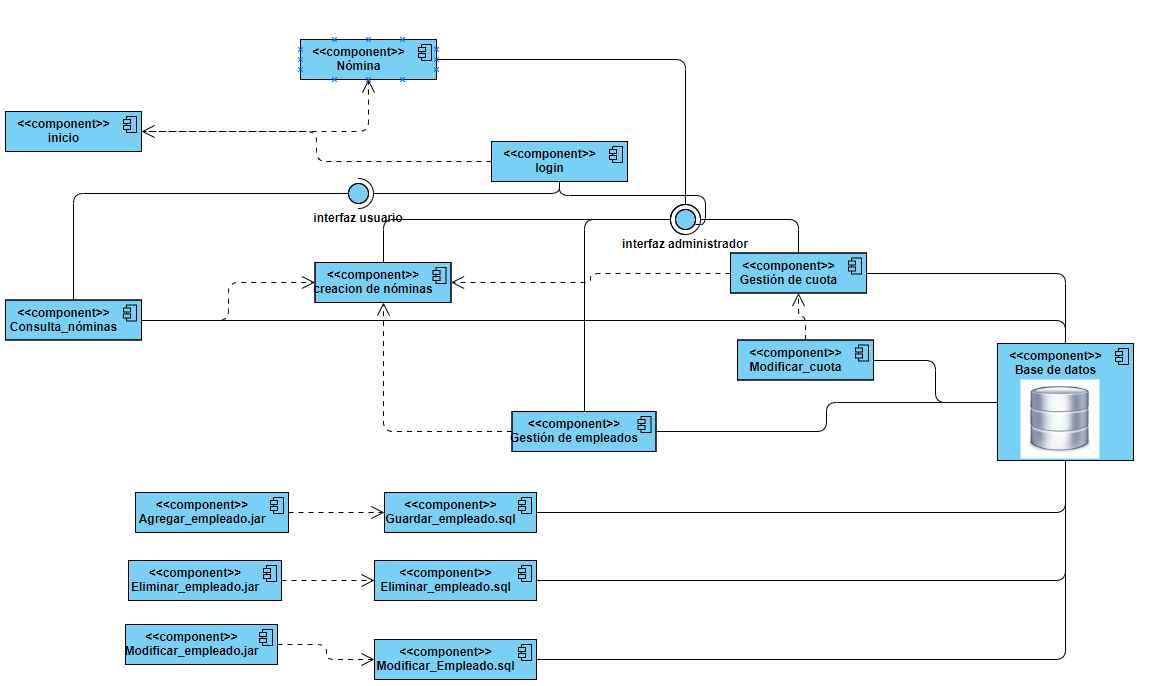 <<component>>
Nómina
<<component>>
inicio
<<component>>
login
interfaz usuario
interfaz administrador
<<component>>
creacion de nóminas
<<component>>
Gestión de cuota
<<component>>
Consulta_nóminas
<<component>>
Modificar_cuota
<<component>>
Base de datos
<<component>>
Gestión de empleados
<<component>>
Agregar_empleado.jar
<<component>>
Guardar_empleado.sql
<<component>>
Eliminar_empleado.jar
<<component>>
Eliminar_empleado.sql
<<component>>
Modificar_empleado.jar
<<component>>
Modificar_Empleado.sql